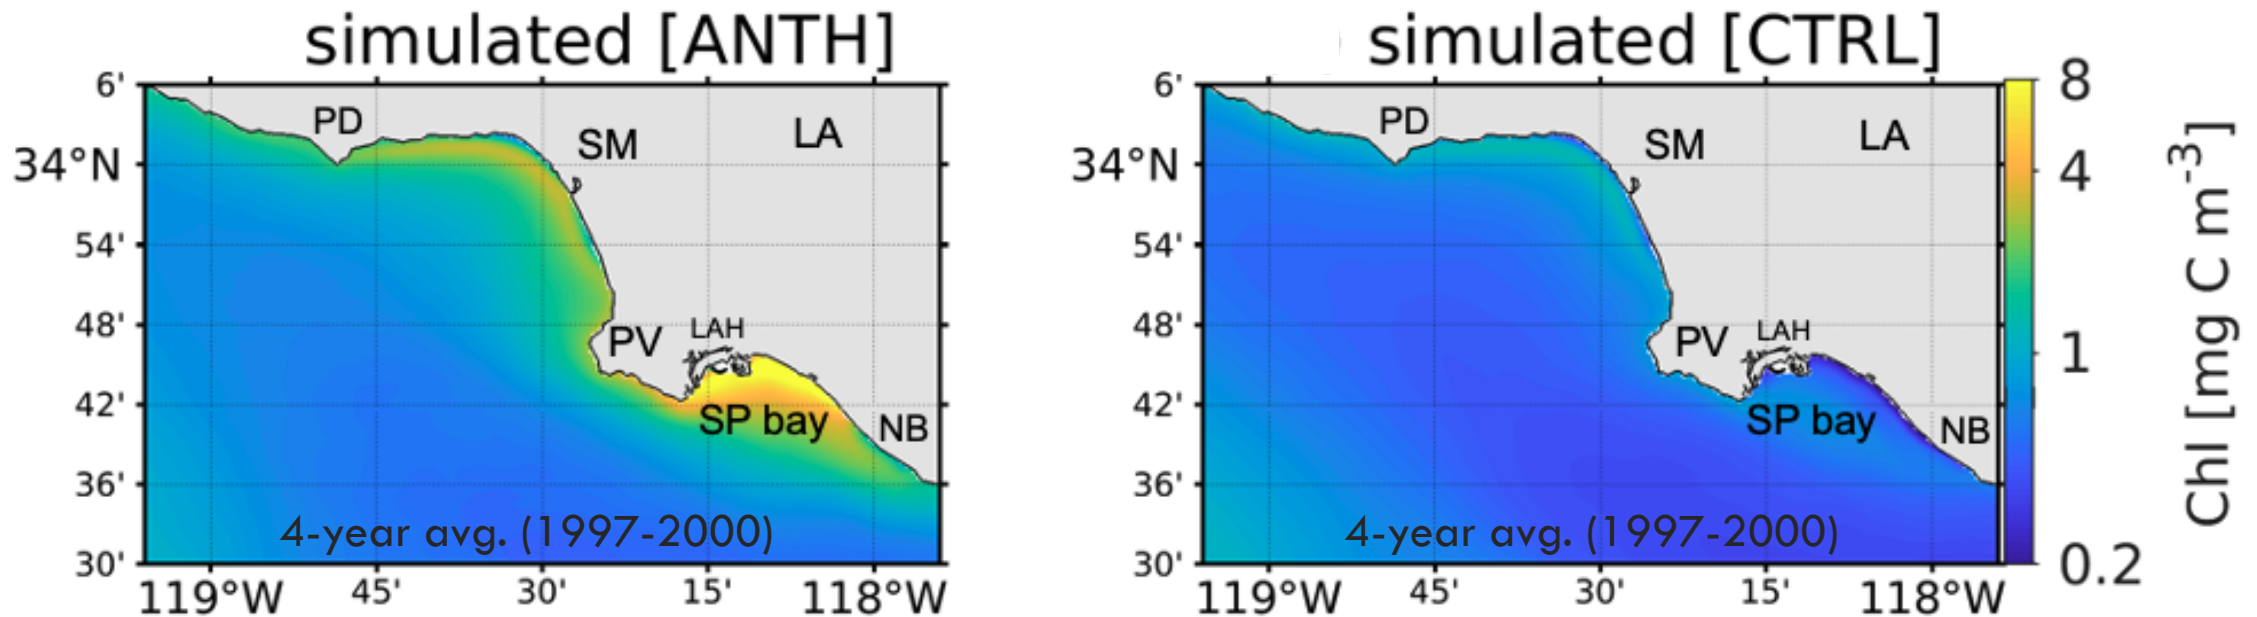 simulated [ANTH]
6'
34°N
54'
48'
42'
36'
30'
119°W 45' 30' 15' 118°W
PD
SM
LA
PV
LAH
SP bay
NB
4-year avg. (1997-2000)
simulated [CTRL]
6'
34°N
54'
48'
42'
36'
30'
119°W 45' 30' 15' 118°W
PD
SM
LA
PV
LAH
SP bay
NB
4-year avg. (1997-2000)
8
4
1
0.2
Chl [mg C m-3]